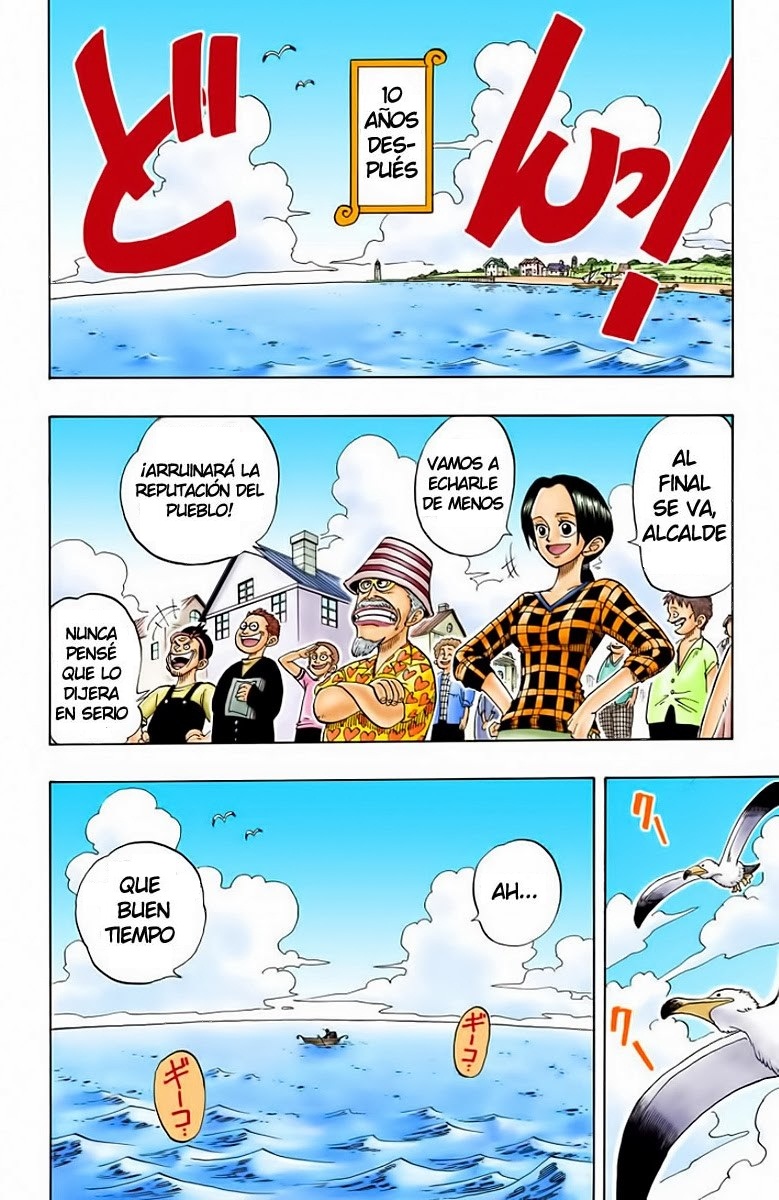 どんっ!
10
AÑOS
DES-
PUÉS
AL
FINAL
SE VA,
ALCALDE
VAMOS A
ECHARLE
DE MENOS
¡ARRUINARÁ LA
REPUTACIÓN DEL
PUEBLO!
NUNCA
PENSÉ
QUE LO
DIJERA
EN SERIO
クー
クー
AH...
QUE
BUEN
TIEMPO
ギーコ…
ギーコ…